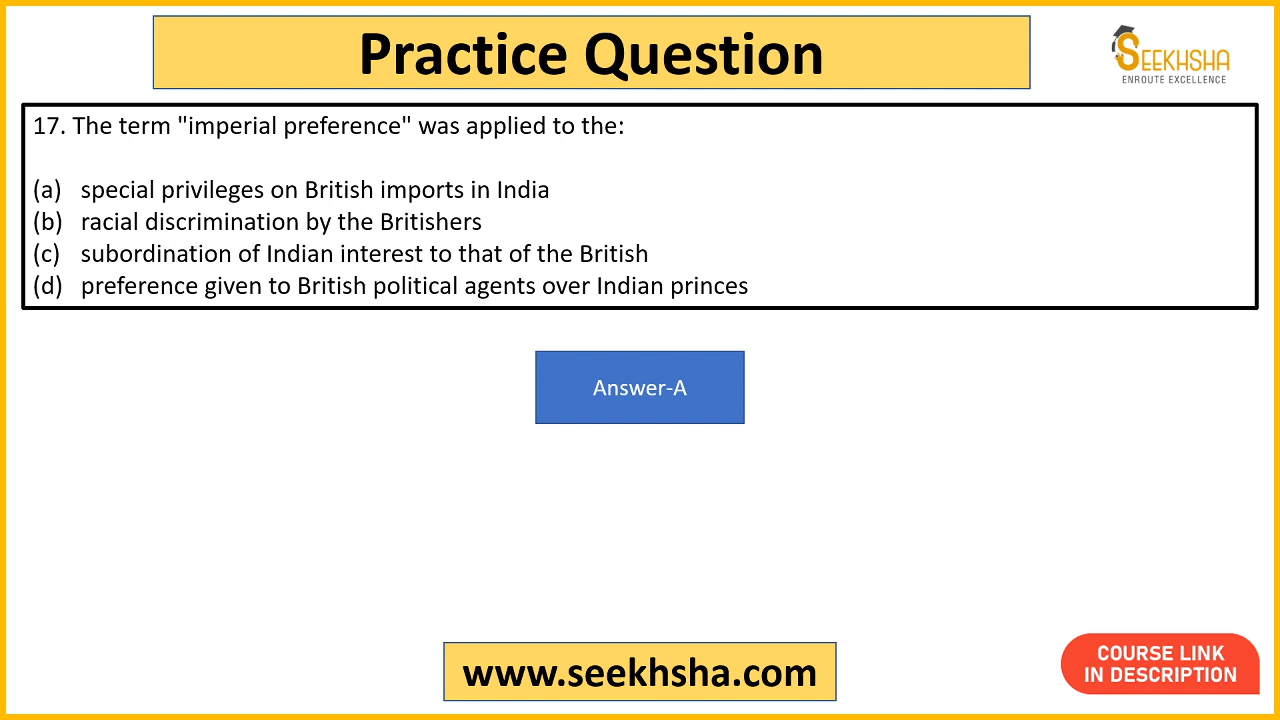 Practice Question
SEEKHSHA
ENROUTE EXCELLENCE
17. The term "imperial preference" was applied to the:
(a) special privileges on British imports in India
(b) racial discrimination by the Britishers
(c) subordination of Indian interest to that of the British
(d) preference given to British political agents over Indian princes
Answer-A
www.seekhsha.com
COURSE LINK
IN DESCRIPTION